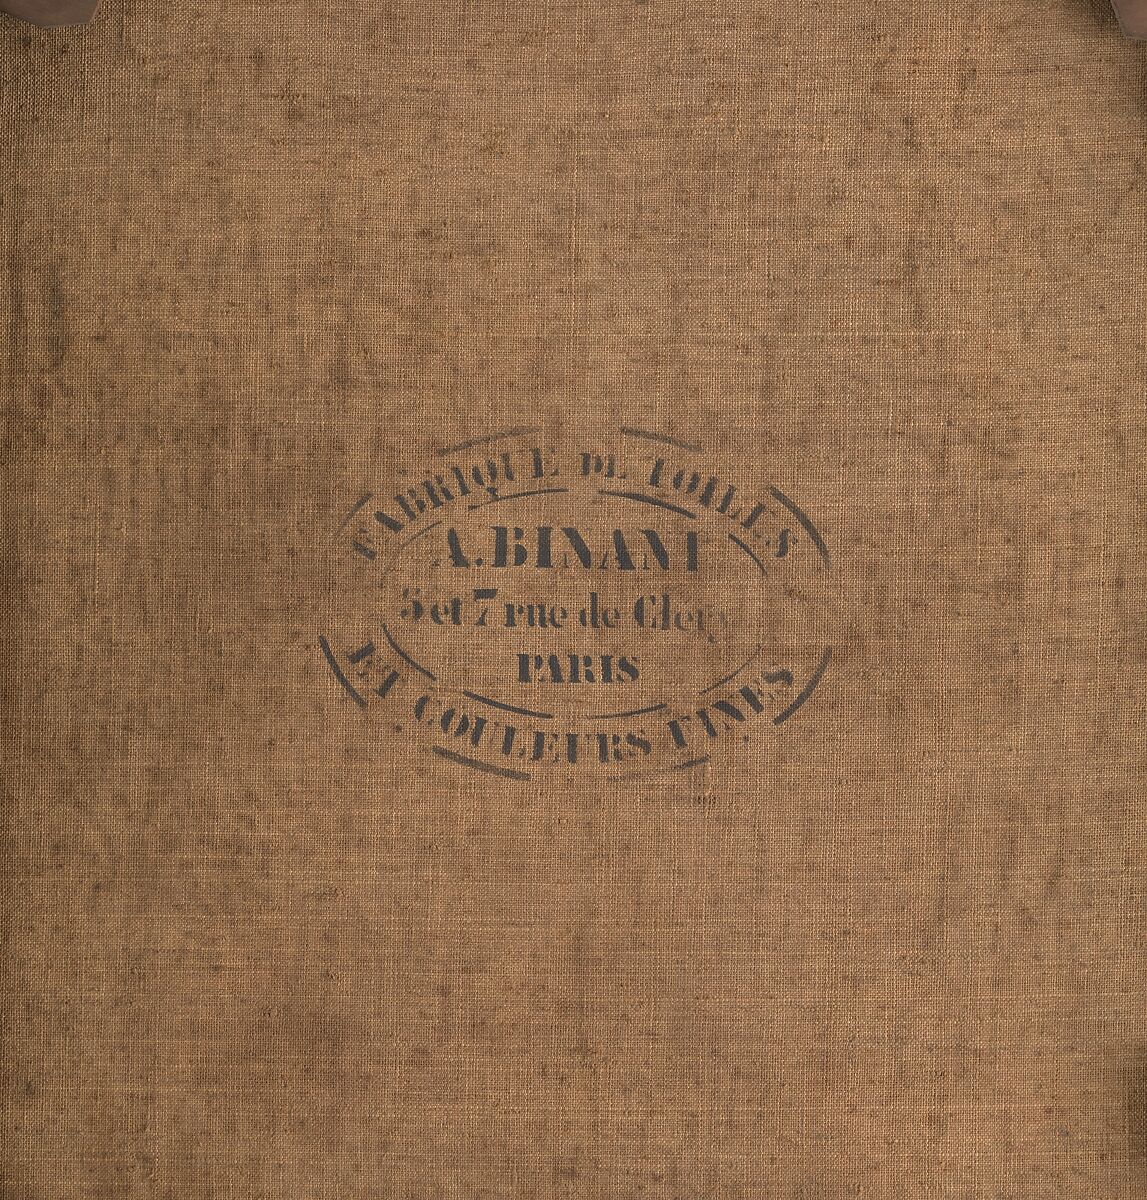 FABRIQUE DE TOILES
A. BINANT
5 et 7 rue de Clery
PARIS
ET COULEURS FINES